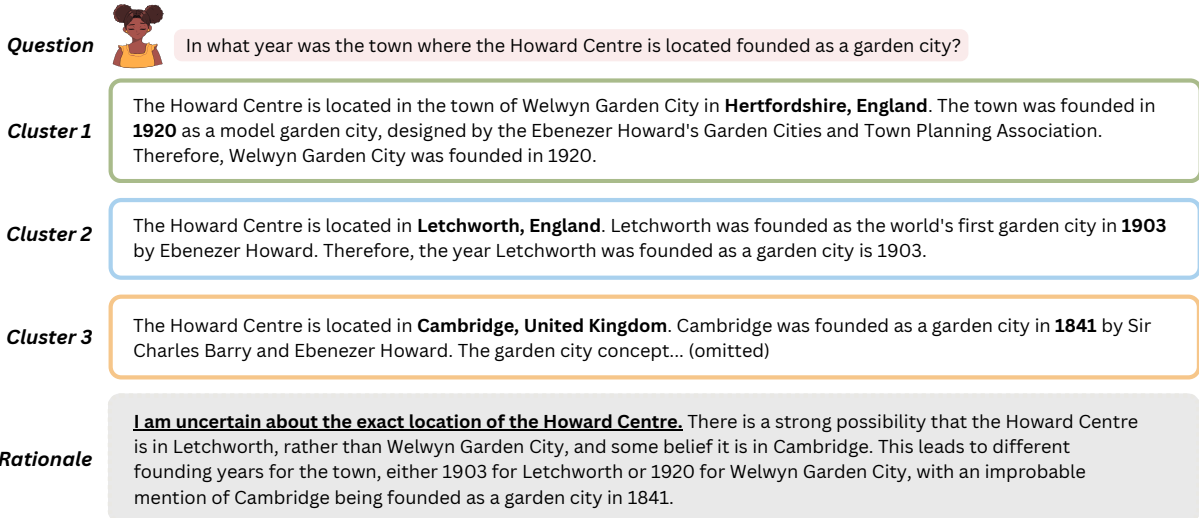 Question
In what year was the town where the Howard Centre is located founded as a garden city?
Cluster 1
The Howard Centre is located in the town of Welwyn Garden City in Hertfordshire, England. The town was founded in
1920 as a model garden city, designed by the Ebenezer Howard's Garden Cities and Town Planning Association.
Therefore, Welwyn Garden City was founded in 1920.
Cluster 2
The Howard Centre is located in Letchworth, England. Letchworth was founded as the world's first garden city in 1903
by Ebenezer Howard. Therefore, the year Letchworth was founded as a garden city is 1903.
Cluster 3
The Howard Centre is located in Cambridge, United Kingdom. Cambridge was founded as a garden city in 1841 by Sir
Charles Barry and Ebenezer Howard. The garden city concept... (omitted)
Rationale
I am uncertain about the exact location of the Howard Centre. There is a strong possibility that the Howard Centre
is in Letchworth, rather than Welwyn Garden City, and some belief it is in Cambridge. This leads to different
founding years for the town, either 1903 for Letchworth or 1920 for Welwyn Garden City, with an improbable
mention of Cambridge being founded as a garden city in 1841.